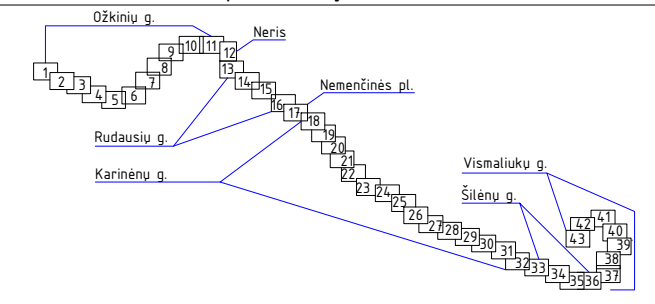 Ožkinių g.
Neris
1 2 3 4 5 6 7 8 9 10 11 12
13 14 15 16 17 18 19 20 21 22
Nemenčinės pl.
Rudausių g.
Karinėnų g.
23 24 25 26 27 28 29 30 31 32
Vismaliukų g.
Šilėnų g.
33 34 35 36 37 38 39 40 41 42 43